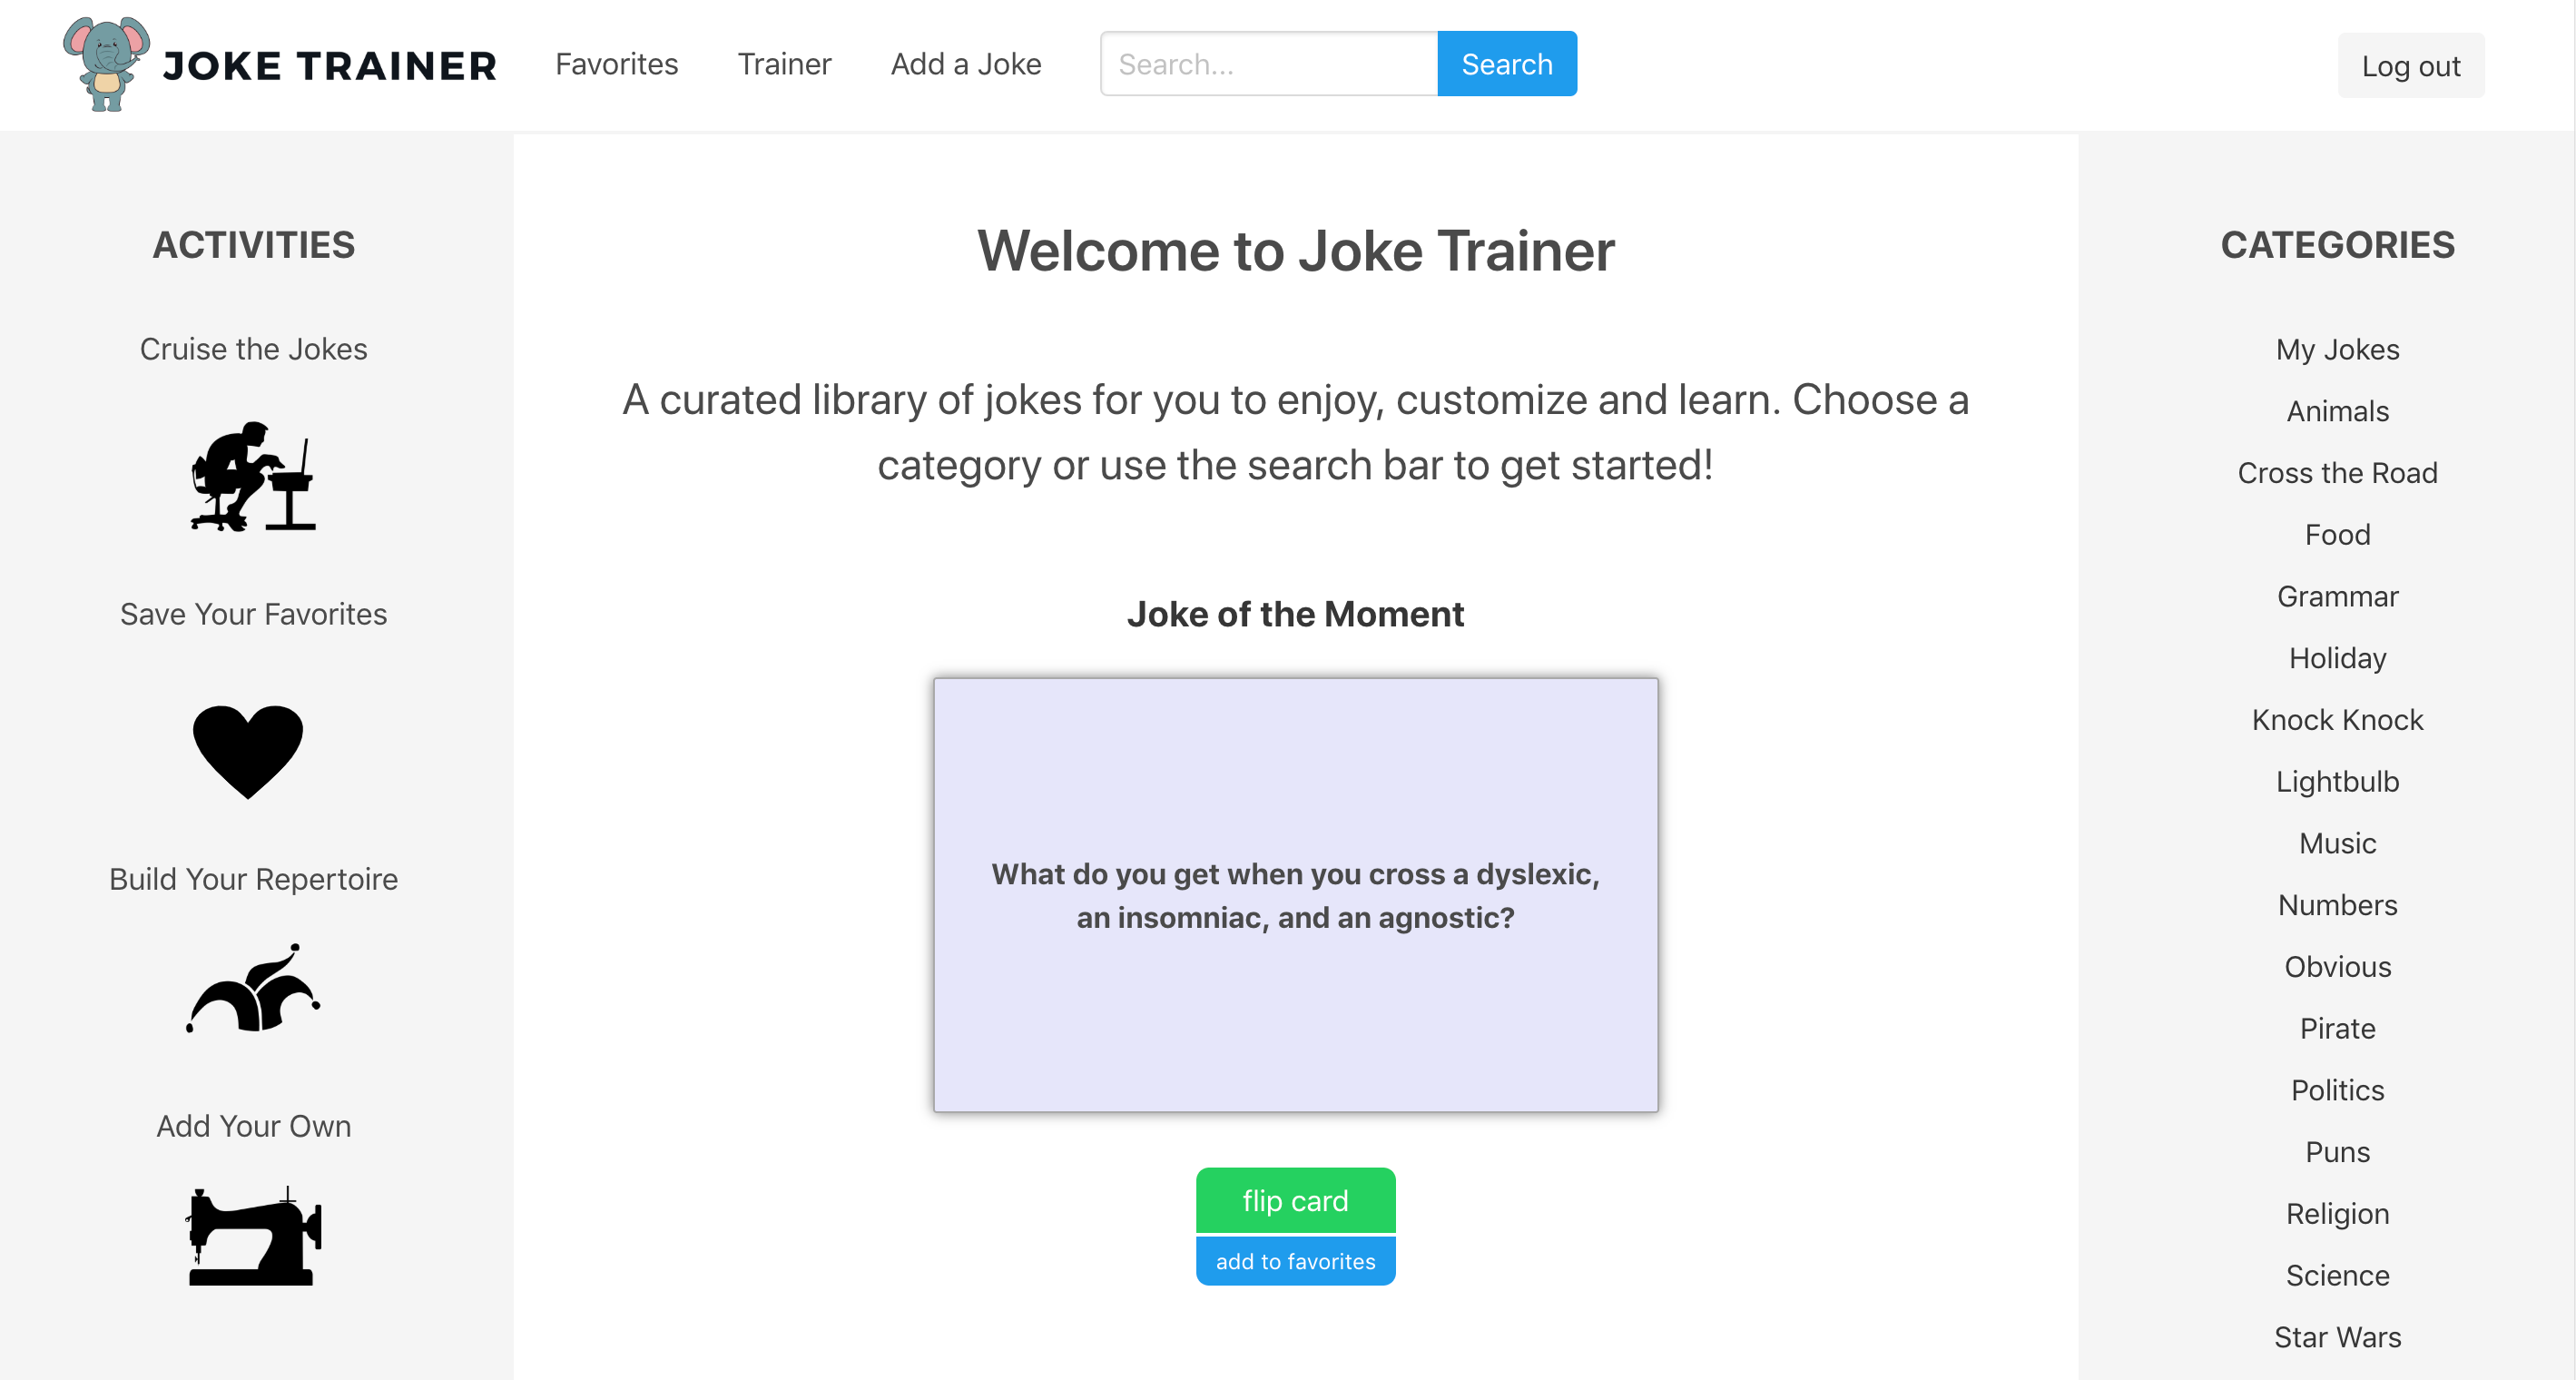 JOKE TRAINER
Favorites
Trainer
Add a Joke
Search...
Search
Log out
ACTIVITIES
Cruise the Jokes
Save Your Favorites
Build Your Repertoire
Add Your Own
Welcome to Joke Trainer
A curated library of jokes for you to enjoy, customize and learn. Choose a
category or use the search bar to get started!
Joke of the Moment
What do you get when you cross a dyslexic,
an insomniac, and an agnostic?
flip card
add to favorites
CATEGORIES
My Jokes
Animals
Cross the Road
Food
Grammar
Holiday
Knock Knock
Lightbulb
Music
Numbers
Obvious
Pirate
Politics
Puns
Religion
Science
Star Wars